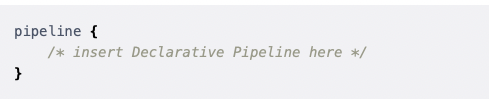 pipeline {
    /* insert Declarative Pipeline here */
}